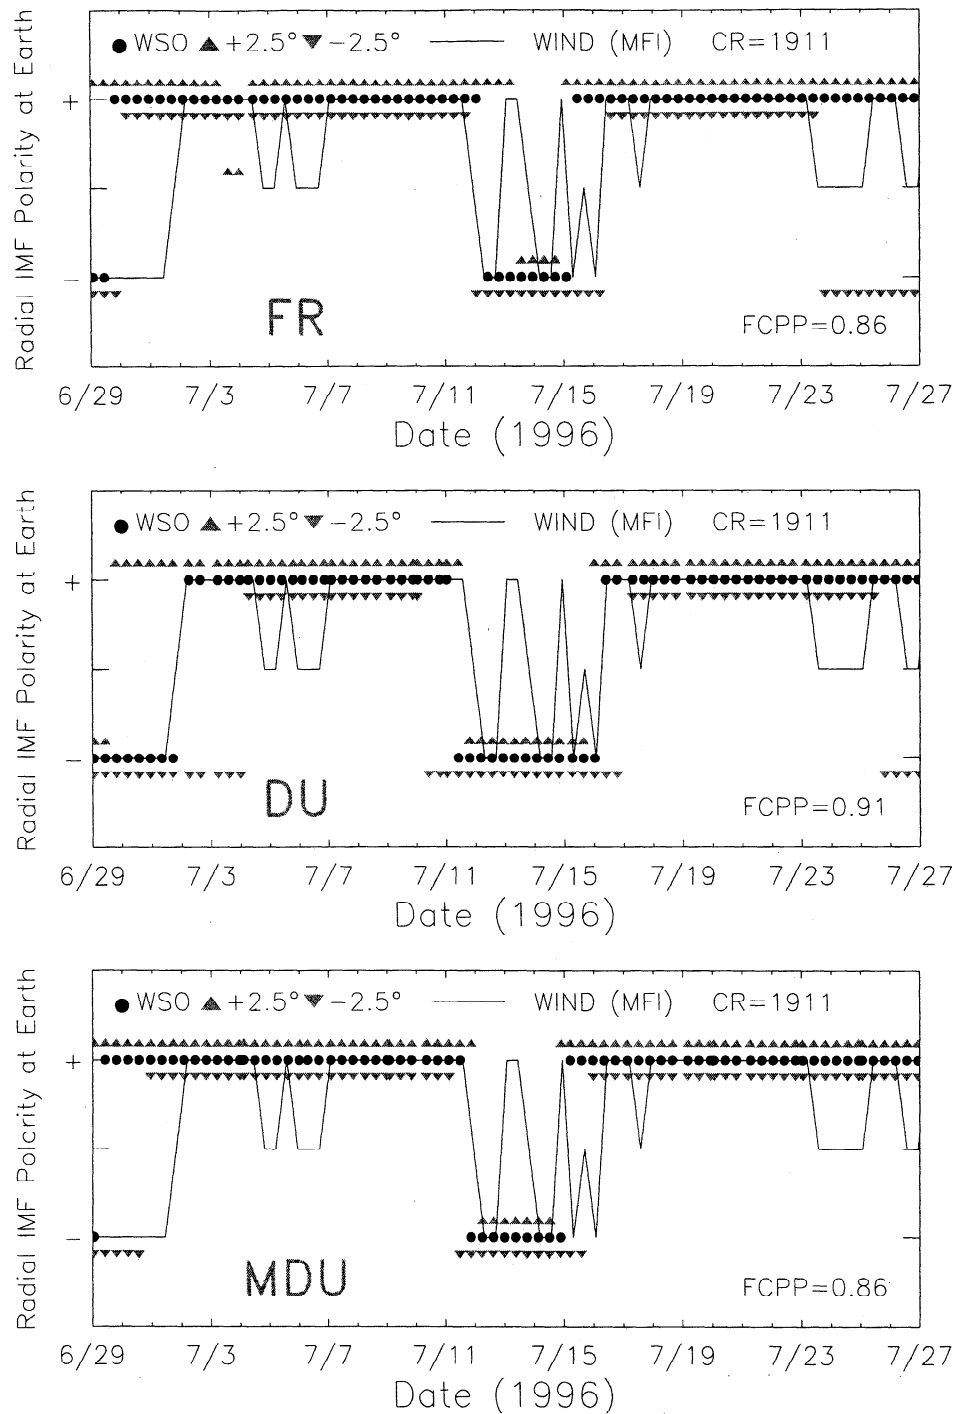 Radial IMF Polarity at Earth
● WSO ▲ +2.5° ▼ −2.5° WIND (MFI) CR=1911
+
−
FR
FCPP=0.86
6/29 7/3 7/7 7/11 7/15 7/19 7/23 7/27
Date (1996)
Radial IMF Polarity at Earth
● WSO ▲ +2.5° ▼ −2.5° WIND (MFI) CR=1911
+
−
DU
FCPP=0.91
6/29 7/3 7/7 7/11 7/15 7/19 7/23 7/27
Date (1996)
Radial IMF Polcrity at Earth
● WSO ▲ +2.5° ▼ −2.5° WIND (MFI) CR=1911
+
−
MDU
FCPP=0.86
6/29 7/3 7/7 7/11 7/15 7/19 7/23 7/27
Date (1996)